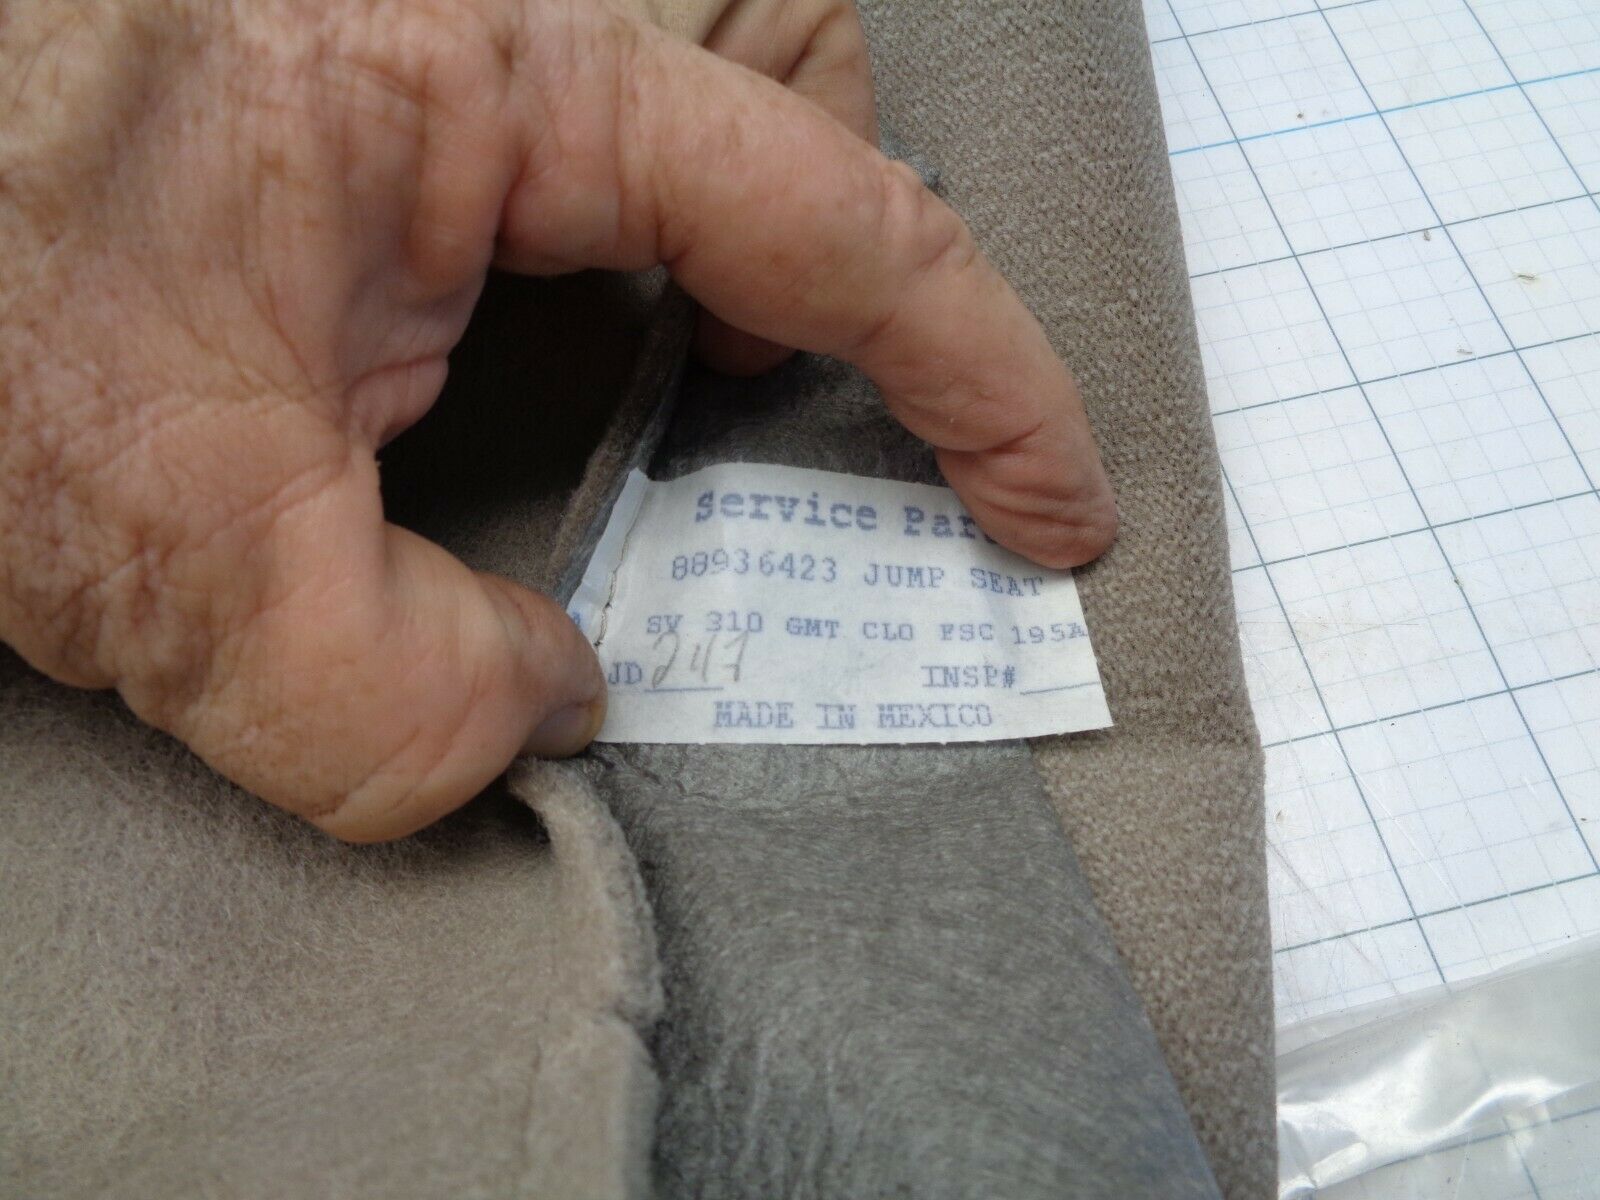 Service Par
88936423 JUMP SEAT
SV 310 GMT CLO FSC 195A
JD 247 INSP#
MADE IN MEXICO